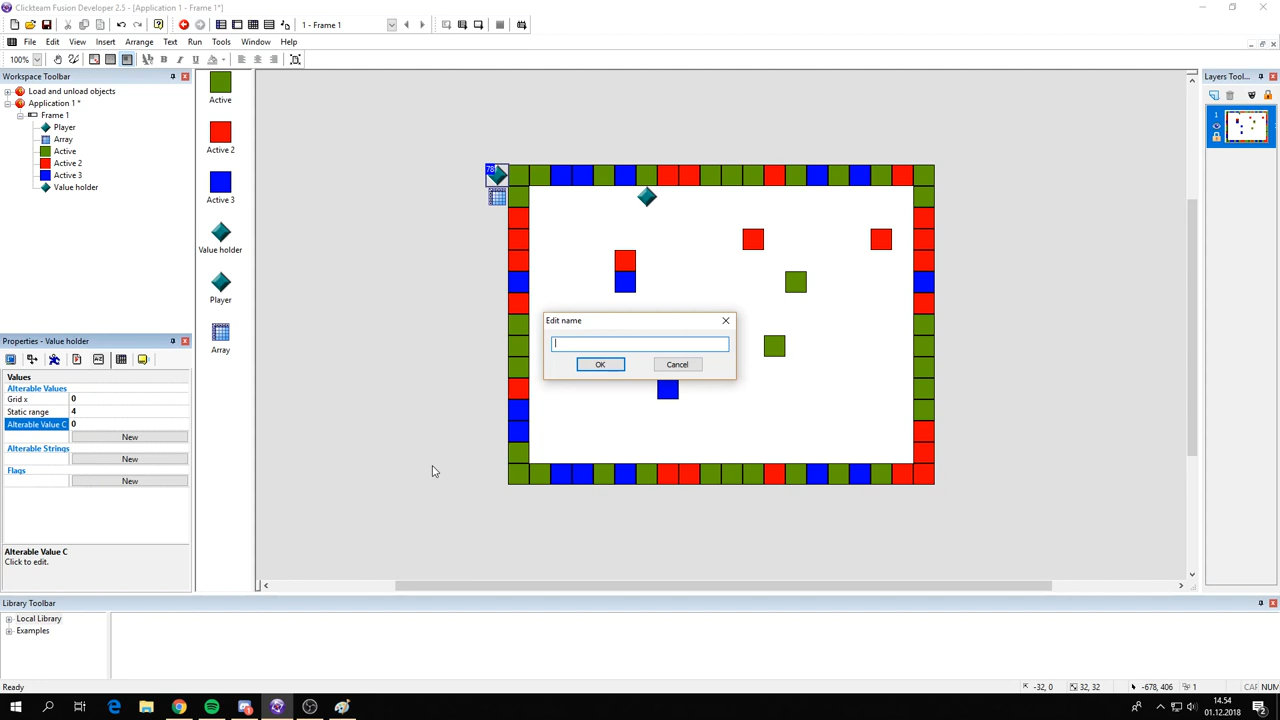 Clickteam Fusion Developer 2.5 - [Application 1 - Frame 1*]
1 - Frame 1
File Edit View Insert Arrange Text Run Tools Window Help
100%
Workspace Toolbar
Load and unload objects
Application 1 *
Frame 1
Player
Array
Active
Active 2
Active 3
Value holder
Active
Active 2
Active 3
Value holder
Player
Array
Layers Tool...
1
78
Edit name
OK Cancel
Properties - Value holder
Values
Alterable Values
Grid x 0
Static range 4
Alterable Value C 0
New
Alterable Strings
New
Flags
New
Alterable Value C
Click to edit.
Library Toolbar
Local Library
Examples
Ready
-32, 0
32, 32
-678, 406
1
CAP NUM
14.54
01.12.2018
2